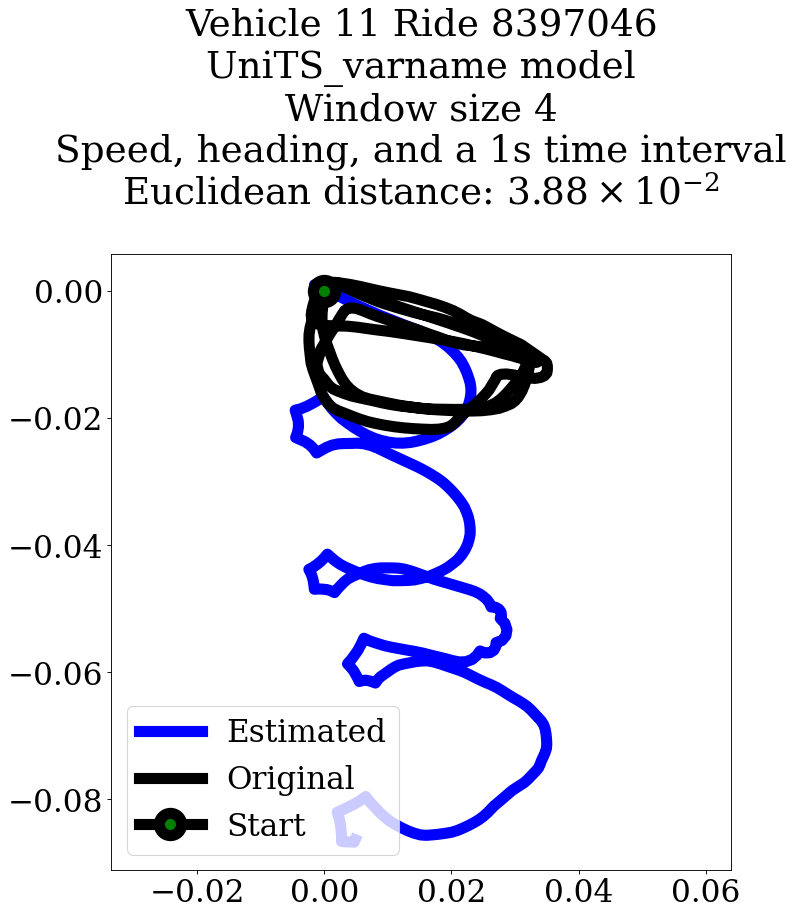 Vehicle 11 Ride 8397046
UniTS_varname model
Window size 4
Speed, heading, and a 1s time interval
Euclidean distance: 3.88 × 10⁻²
0.00
−0.02
−0.04
−0.06
−0.08
Estimated
Original
Start
−0.02 0.00 0.02 0.04 0.06